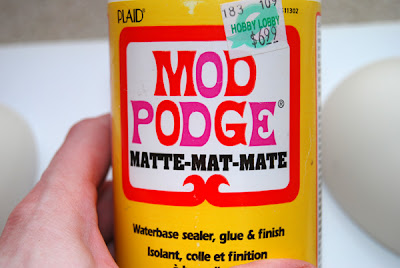 PLAID®
183 109
HOBBY LOBBY
$6.99
11302
MOD
PODGE®
MATTE-MAT-MATE
Waterbase sealer, glue & finish
Isolant, colle et finition